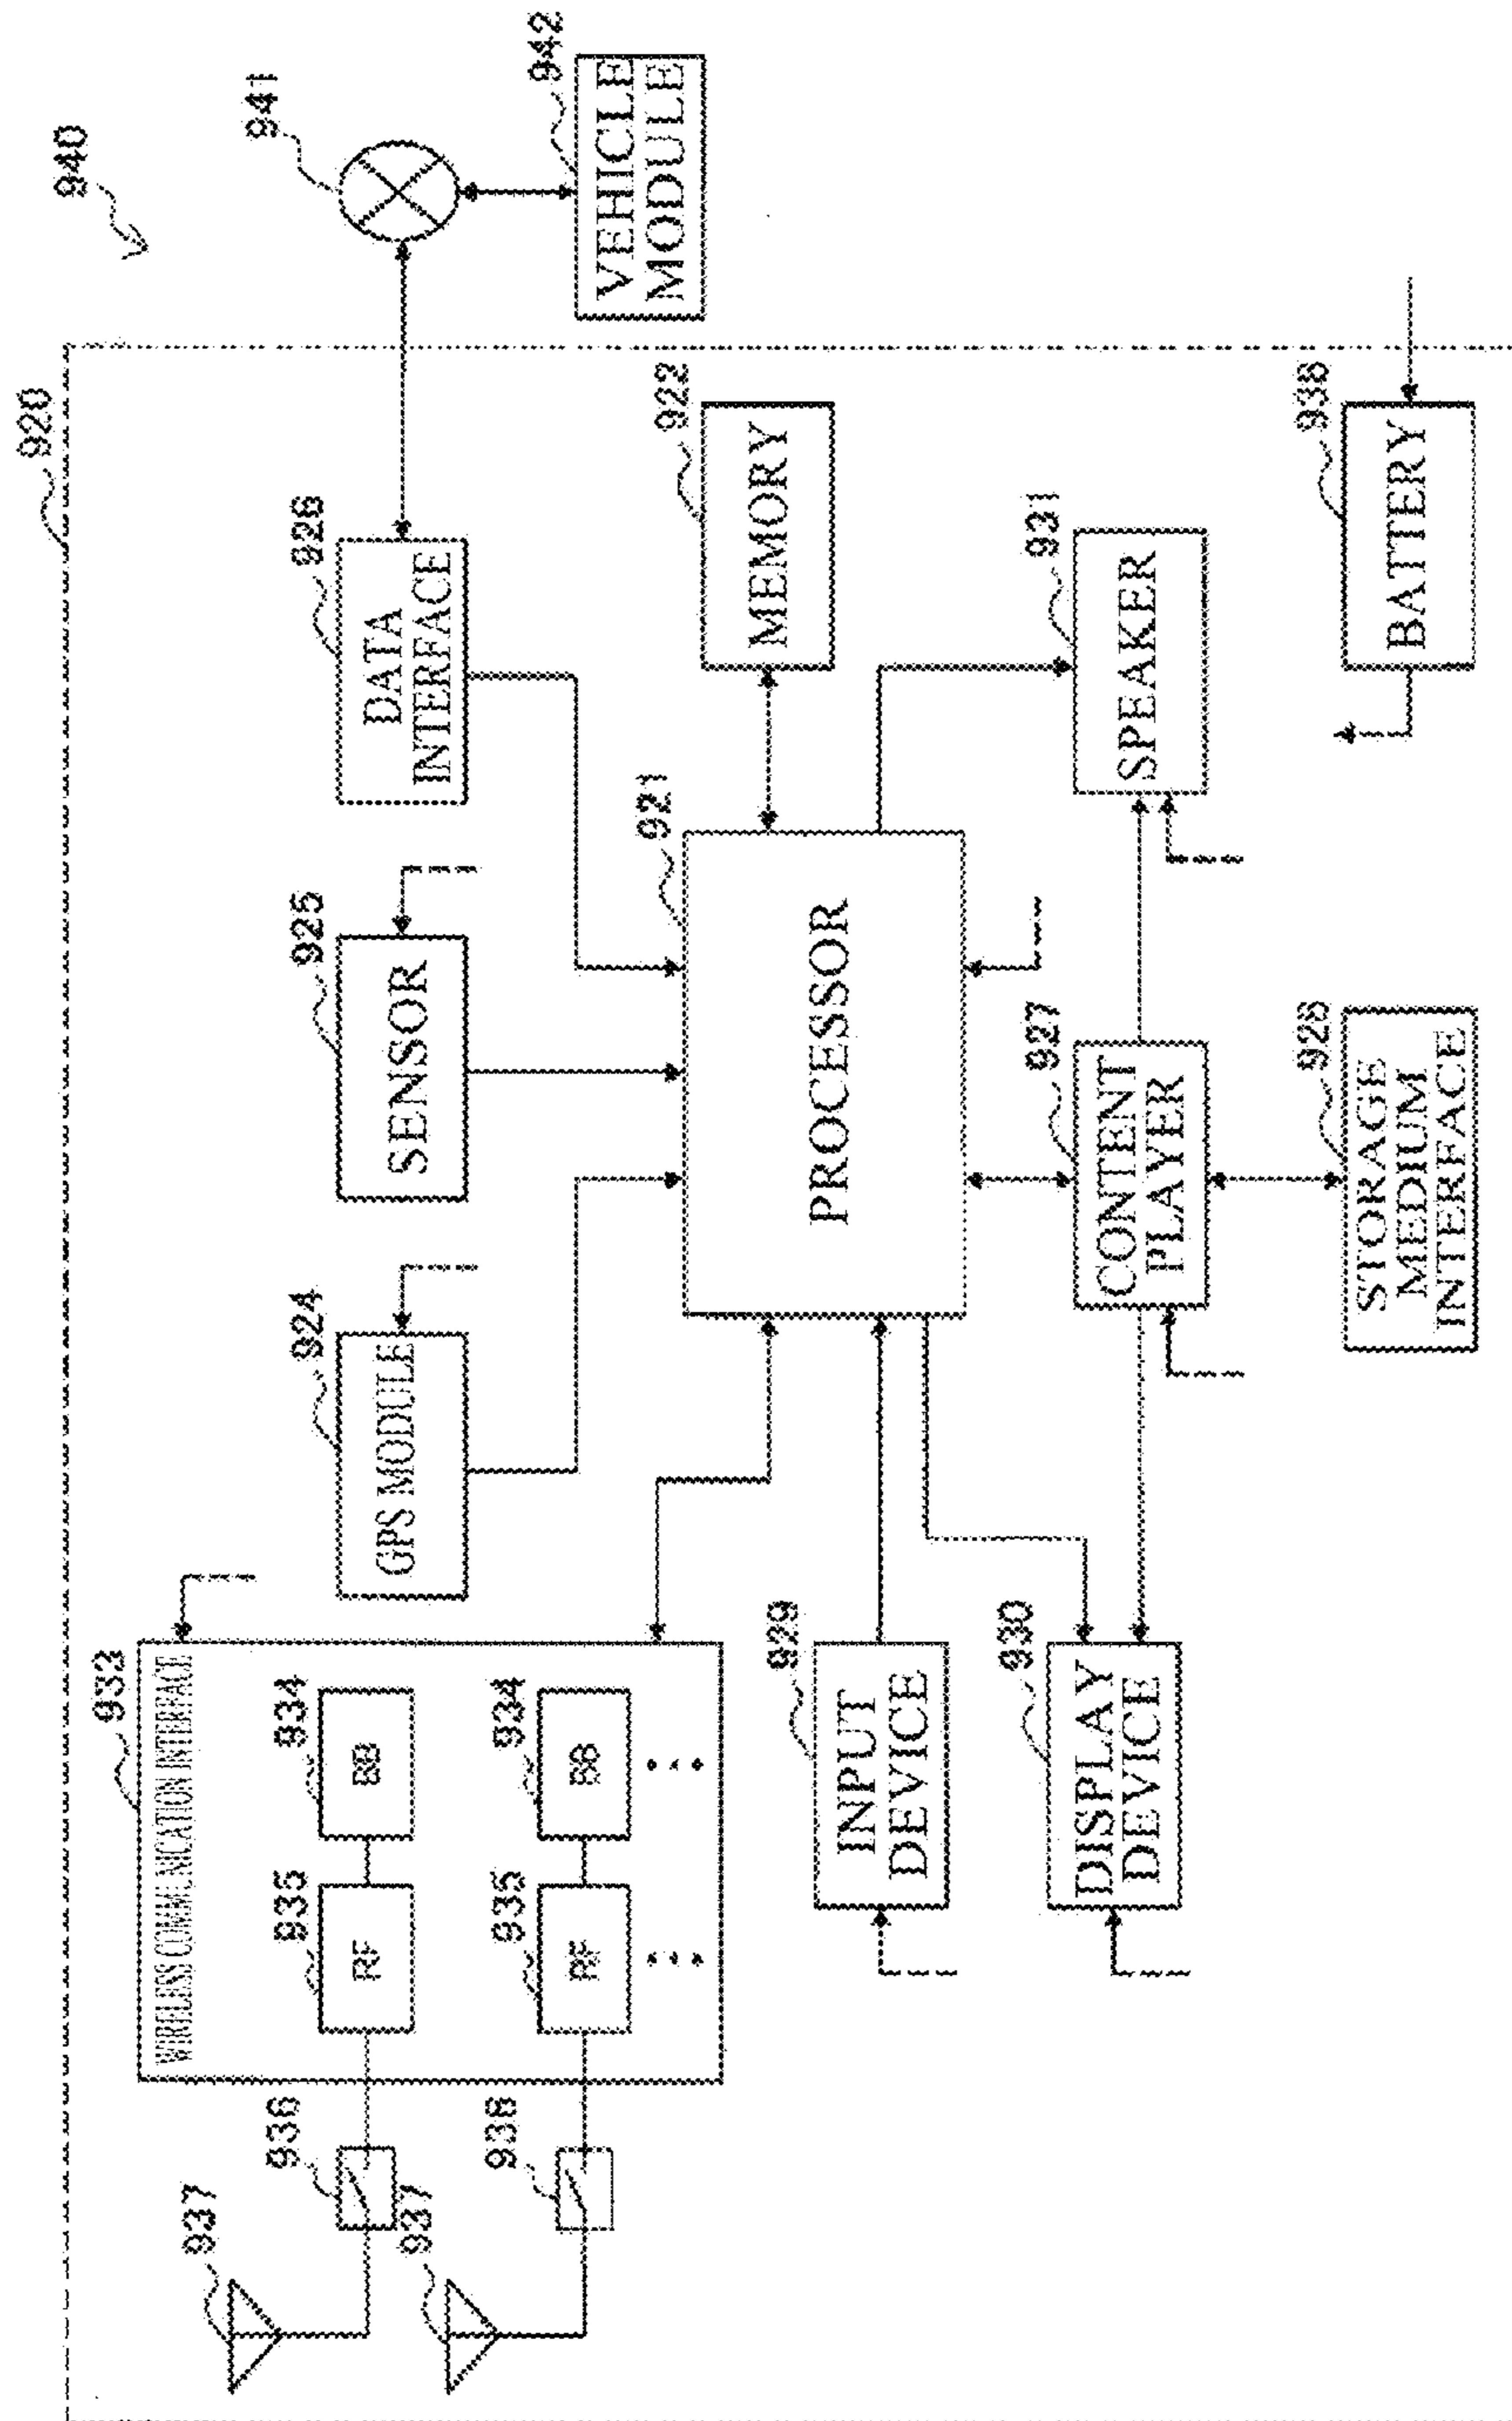 940
920
941
942
VEHICLE
MODULE
933
WIRELESS COMMUNICATION INTERFACE
937
936
935
RF
934
BB
937
936
935
RF
934
BB
924
GPS MODULE
925
SENSOR
926
DATA
INTERFACE
921
PROCESSOR
922
MEMORY
929
INPUT
DEVICE
930
DISPLAY
DEVICE
927
CONTENT
PLAYER
931
SPEAKER
928
STORAGE
MEDIUM
INTERFACE
938
BATTERY